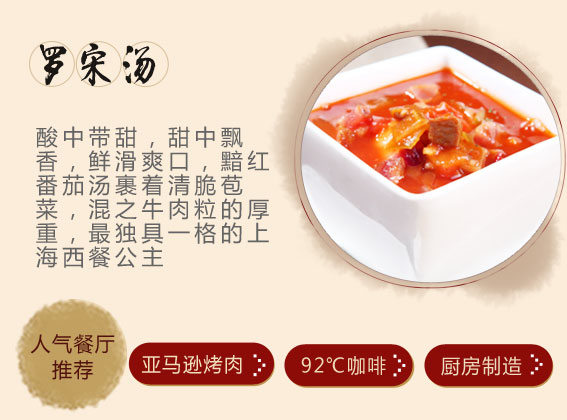 罗宋汤
酸中带甜，甜中飘
香，鲜滑爽口，黯红
番茄汤裹着清脆苞
菜，混之牛肉粒的厚
重，最独具一格的上
海西餐公主
人气餐厅
推荐
亚马逊烤肉
92℃咖啡
厨房制造